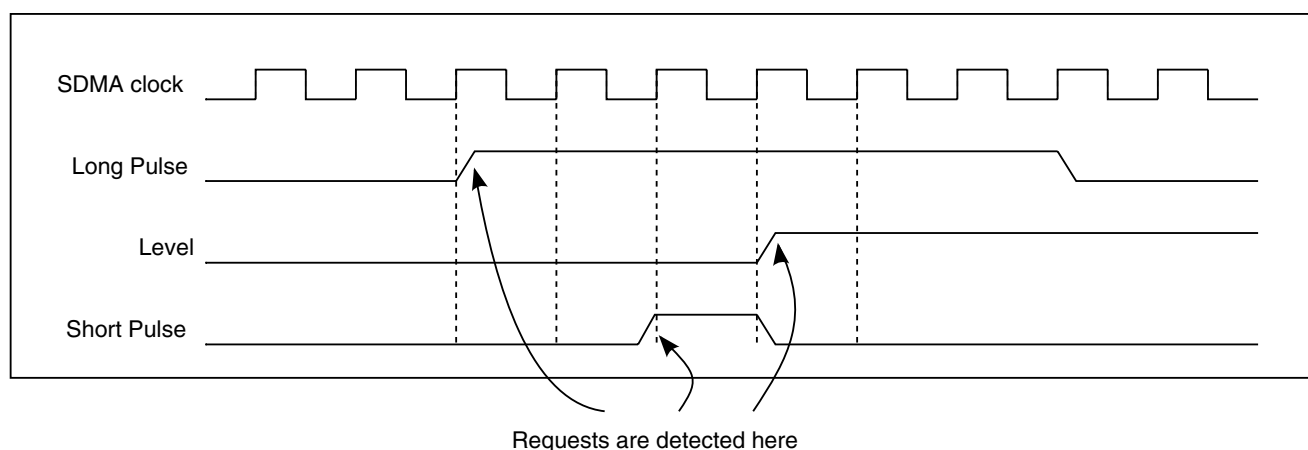 SDMA clock
Long Pulse
Level
Short Pulse
Requests are detected here